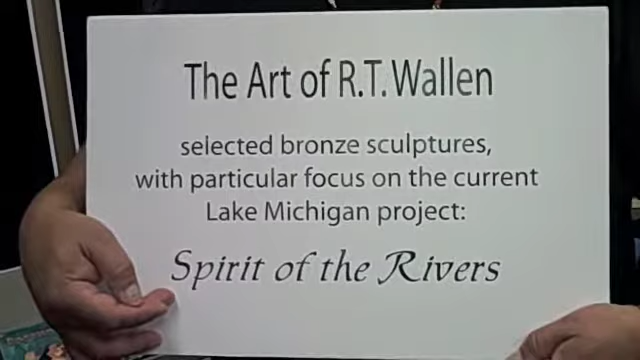 The Art of R.T. Wallen
selected bronze sculptures,
with particular focus on the current
Lake Michigan project:
Spirit of the Rivers